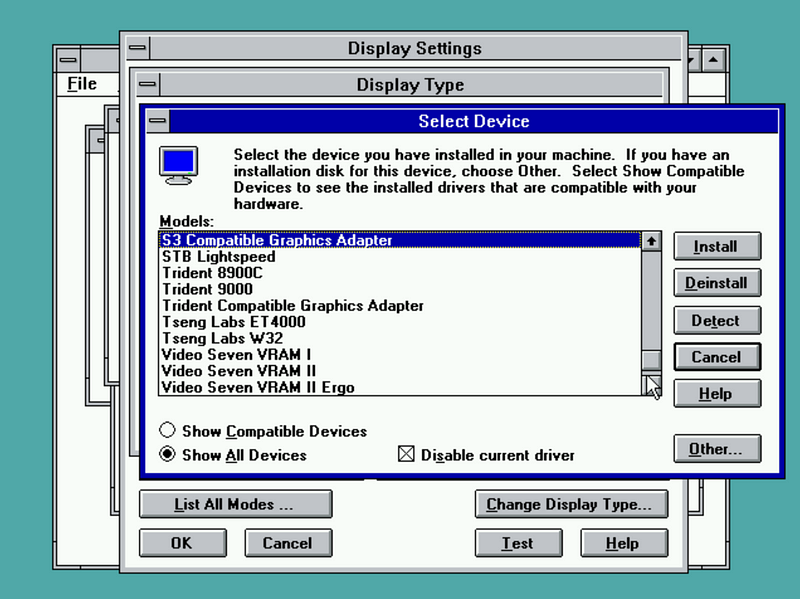 Display Settings
File
Display Type
Select Device
Select the device you have installed in your machine.  If you have an
installation disk for this device, choose Other.  Select Show Compatible
Devices to see the installed drivers that are compatible with your
hardware.
Models:
S3 Compatible Graphics Adapter
STB Lightspeed
Trident 8900C
Trident 9000
Trident Compatible Graphics Adapter
Tseng Labs ET4000
Tseng Labs W32
Video Seven VRAM I
Video Seven VRAM II
Video Seven VRAM II Ergo
Install
Deinstall
Detect
Cancel
Help
Show Compatible Devices
Show All Devices
Disable current driver
Other...
List All Modes ...
Change Display Type...
OK
Cancel
Test
Help